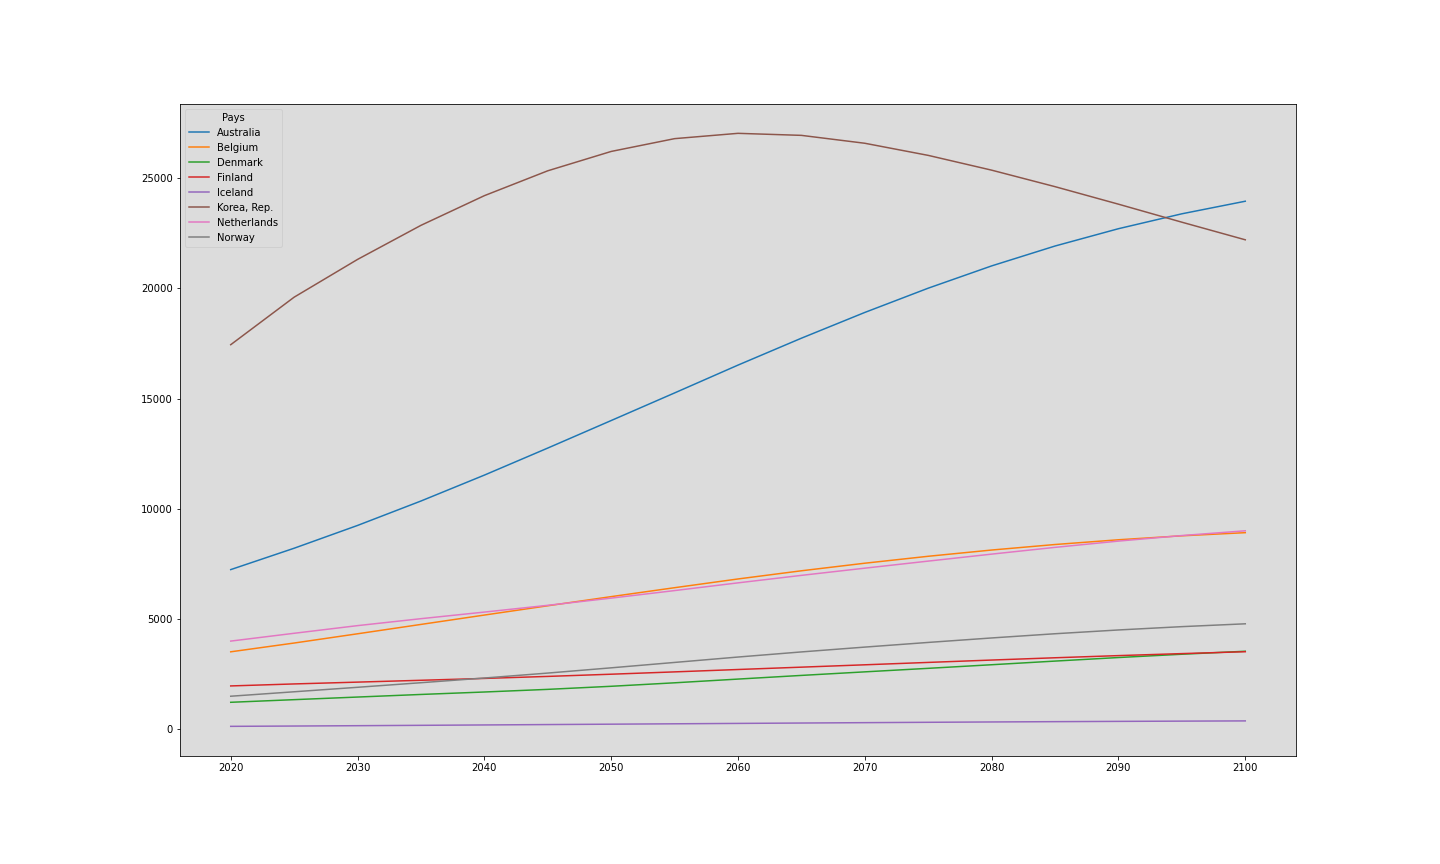 Pays
Australia
Belgium
Denmark
Finland
Iceland
Korea, Rep.
Netherlands
Norway
25000
20000
15000
10000
5000
0
2020 2030 2040 2050 2060 2070 2080 2090 2100